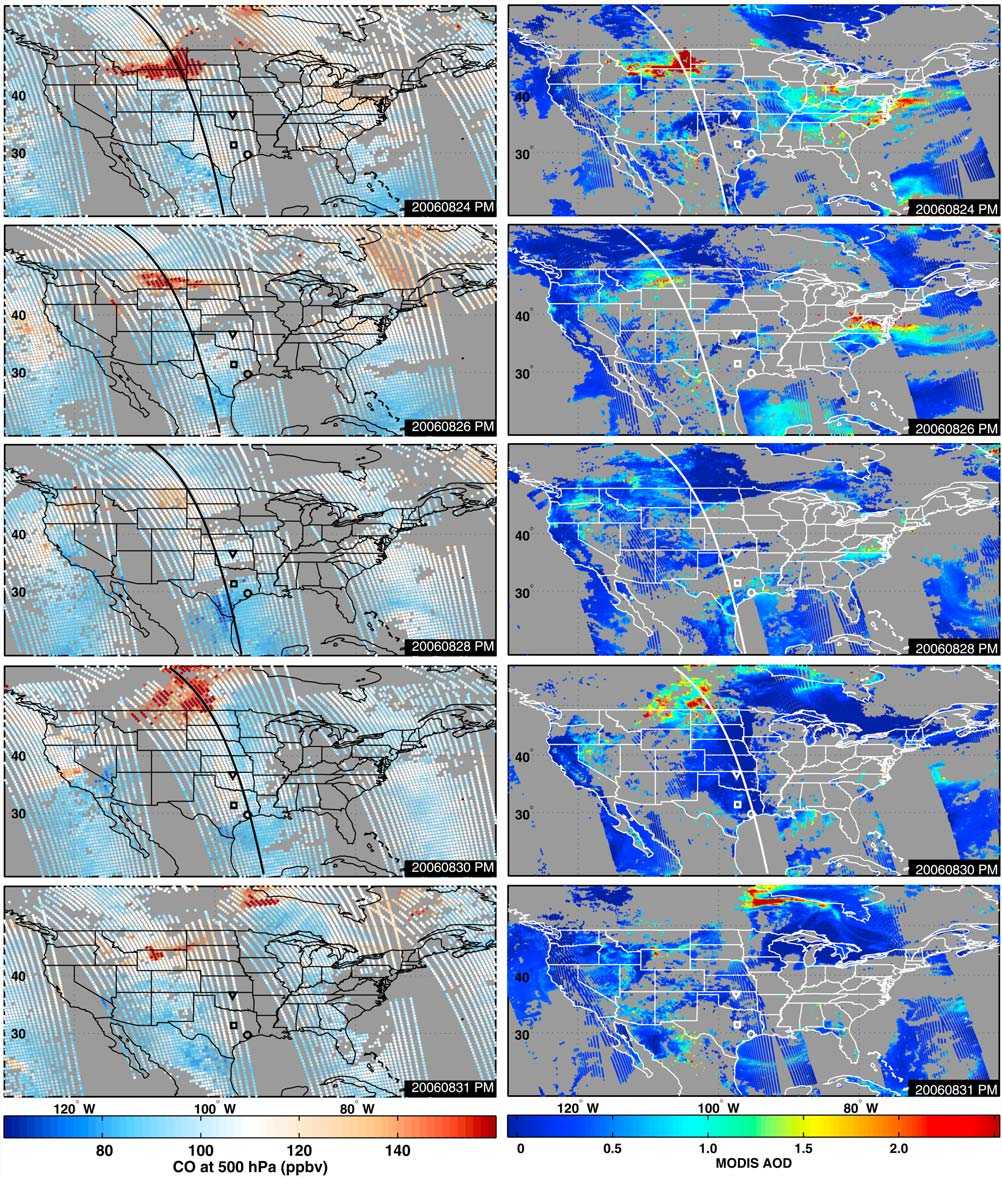 40
30
20060824 PM
40
30°
20060824 PM
40
30
20060826 PM
40
30°
20060826 PM
40
30
20060828 PM
40
30°
20060828 PM
40
30
20060830 PM
40
30°
20060830 PM
40
30
20060831 PM
40
30°
20060831 PM
120°W 100°W 80°W
120°W 100°W 80°W
80 100 120 140
0 0.5 1.0 1.5 2.0
CO at 500 hPa (ppbv)
MODIS AOD